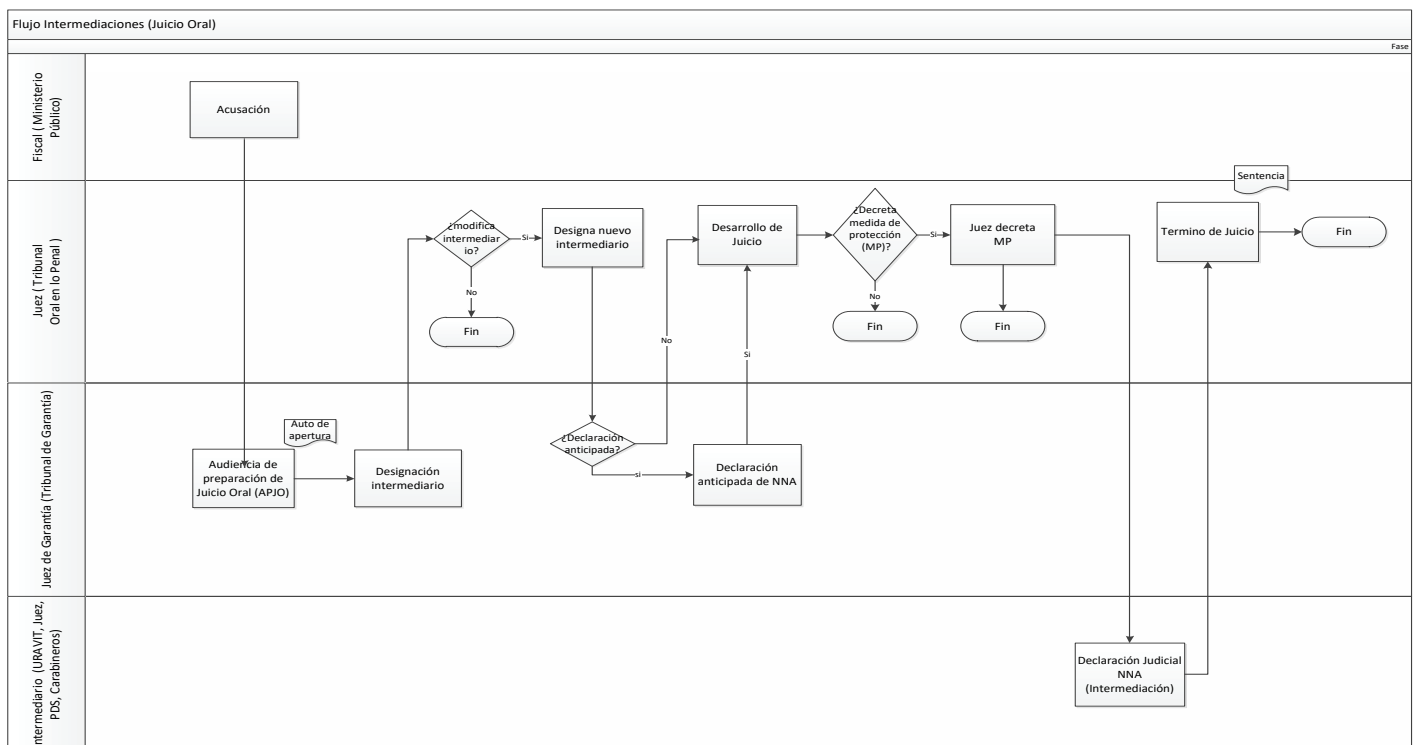 Flujo Intermediaciones (Juicio Oral)
Fase
Fiscal ( Ministerio
Público)
Acusación
Juez ( Tribunal
Oral en lo Penal )
¿modifica
intermediar
io?
Si
No
Fin
Designa nuevo
intermediario
No
Desarrollo de
Juicio
Si
¿Decreta
medida de
protección
(MP)?
Si
No
Fin
Juez decreta
MP
Fin
Sentencia
Termino de Juicio
Fin
Juez de Garantía (Tribunal de Garantía)
Auto de
apertura
Audiencia de
preparación de
Juicio Oral (APJO)
Designación
intermediario
¿Declaración
anticipada?
si
Declaración
anticipada de NNA
ntermediario (URAVIT, Juez,
PDS, Carabineros)
Declaración Judicial
NNA
(Intermediación)